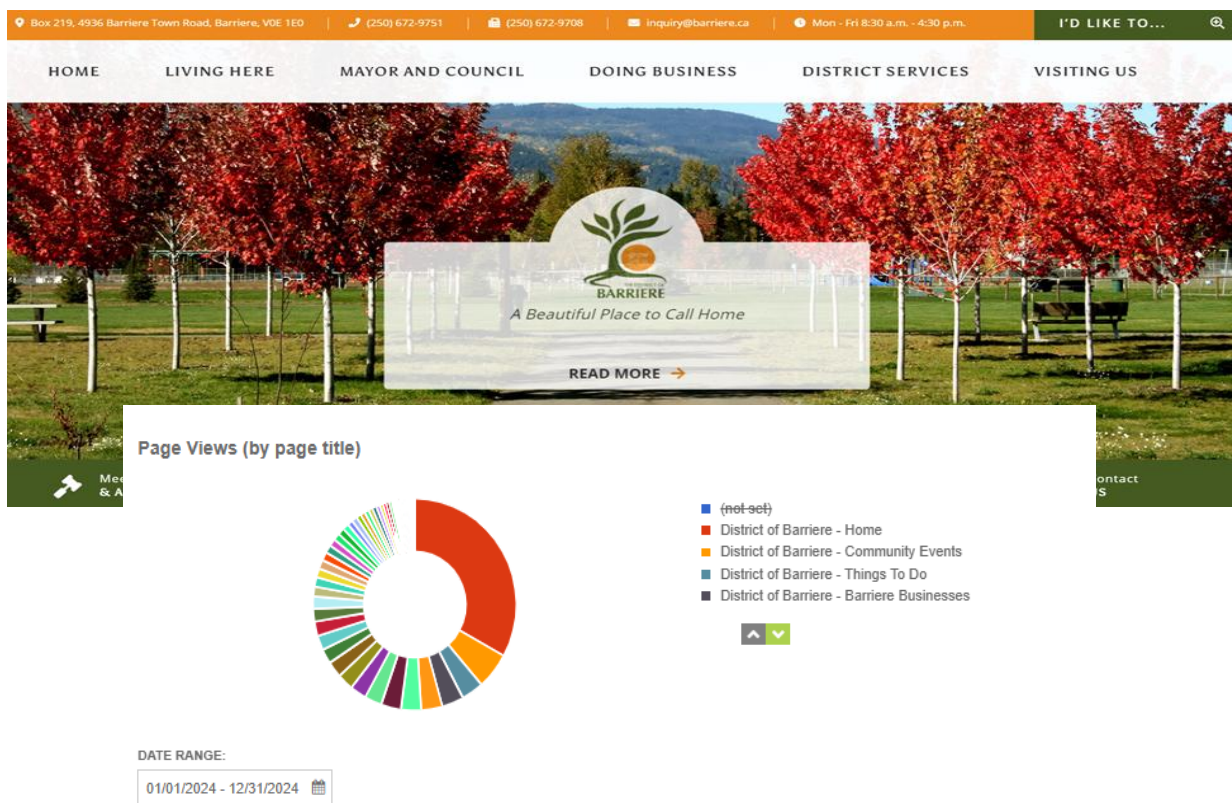 Box 219, 4936 Barriere Town Road, Barriere, V0E 1E0 | (250) 672-9751 | (250) 672-9708 | inquiry@barriere.ca | Mon - Fri 8:30 a.m. - 4:30 p.m. I'D LIKE TO...
HOME LIVING HERE MAYOR AND COUNCIL DOING BUSINESS DISTRICT SERVICES VISITING US
THE DISTRICT OF
BARRIERE
A Beautiful Place to Call Home
READ MORE →
Page Views (by page title)
(not set)
District of Barriere - Home
District of Barriere - Community Events
District of Barriere - Things To Do
District of Barriere - Barriere Businesses
DATE RANGE:
01/01/2024 - 12/31/2024